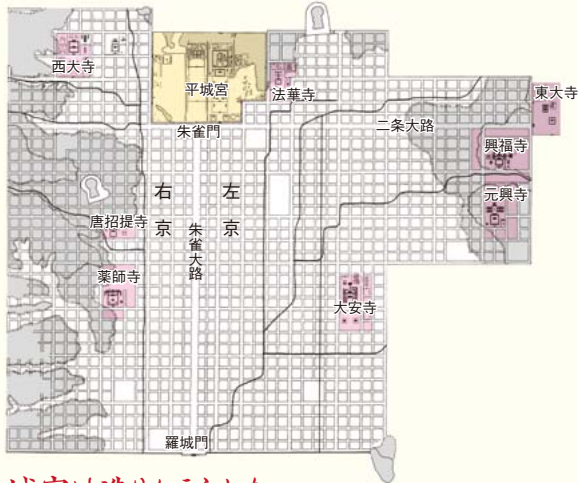 西大寺
平城宮
法華寺
東大寺
朱雀門
二条大路
興福寺
元興寺
右京
左京
朱雀大路
唐招提寺
薬師寺
大安寺
羅城門